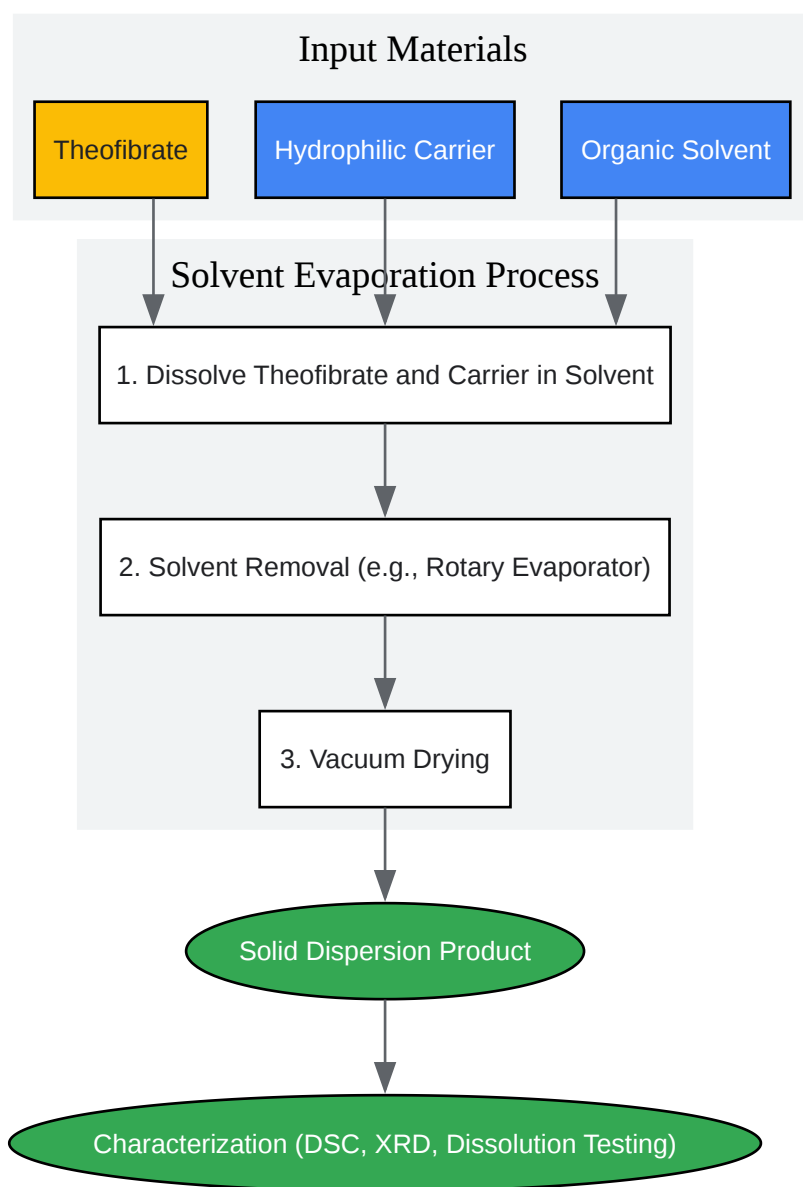 Input Materials
Theofibrate
Hydrophilic Carrier
Organic Solvent
Solvent Evaporation Process
1. Dissolve Theofibrate and Carrier in Solvent
2. Solvent Removal (e.g., Rotary Evaporator)
3. Vacuum Drying
Solid Dispersion Product
Characterization (DSC, XRD, Dissolution Testing)